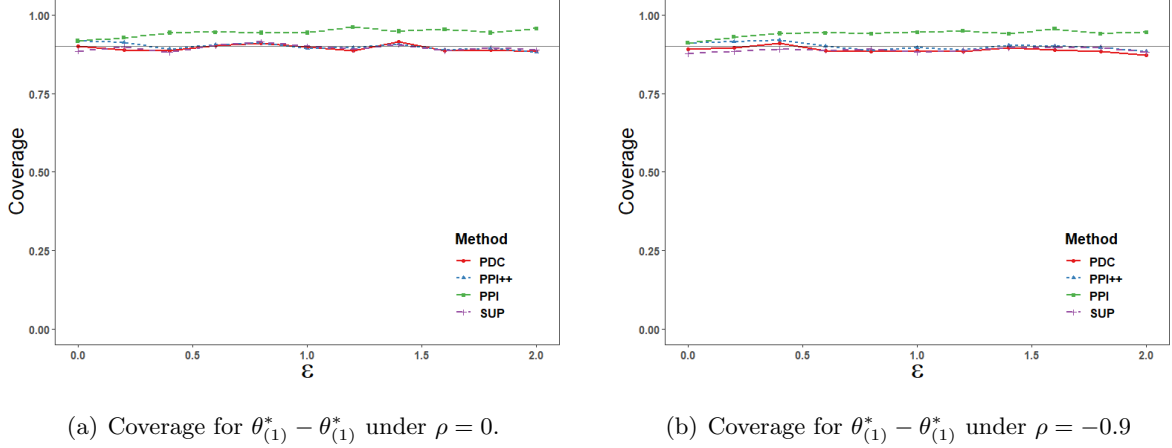 1.00
0.75
0.50
0.25
0.00
Coverage
Method
PDC
PPI++
PPI
SUP
0.0 0.5 1.0 1.5 2.0
ε
(a) Coverage for θ*(1) − θ*(1) under ρ = 0.
1.00
0.75
0.50
0.25
0.00
Coverage
Method
PDC
PPI++
PPI
SUP
0.0 0.5 1.0 1.5 2.0
ε
(b) Coverage for θ*(1) − θ*(1) under ρ = −0.9